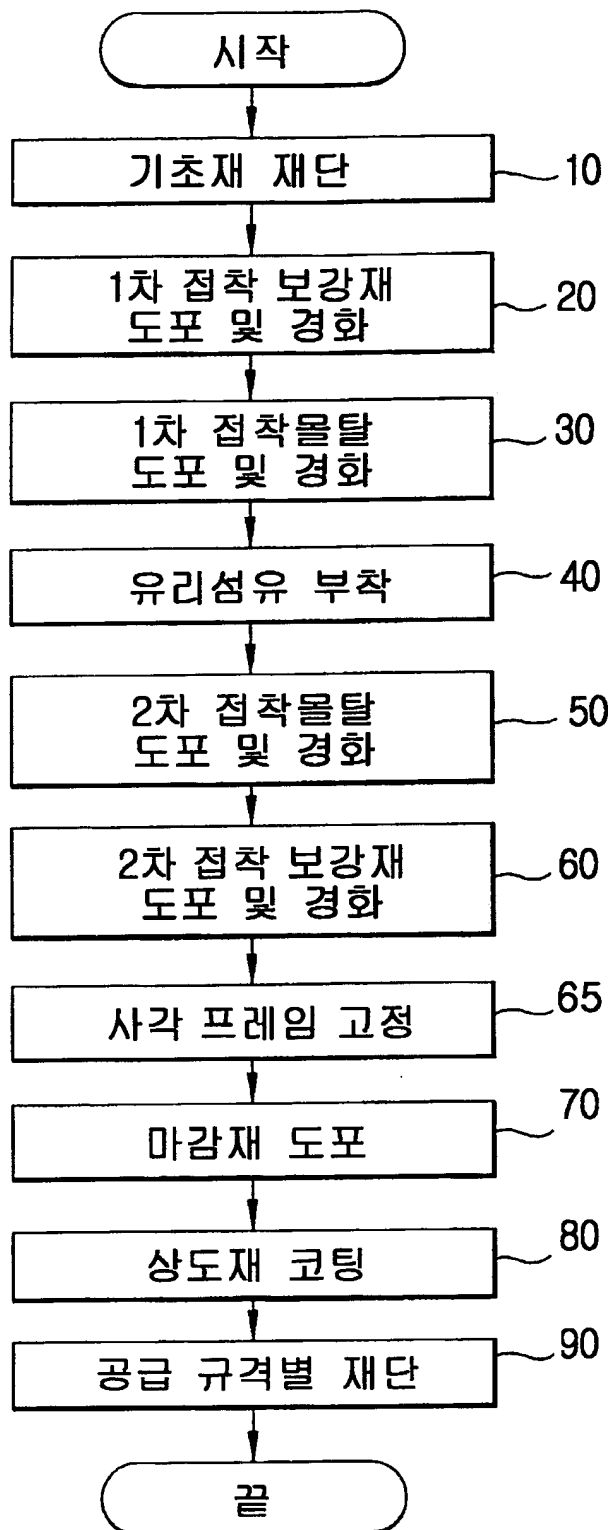 시작
기초재 재단
10
1차 접착 보강재
도포 및 경화
20
1차 접착몰탈
도포 및 경화
30
유리섬유 부착
40
2차 접착몰탈
도포 및 경화
50
2차 접착 보강재
도포 및 경화
60
사각 프레임 고정
65
마감재 도포
70
상도재 코팅
80
공급 규격별 재단
90
끝